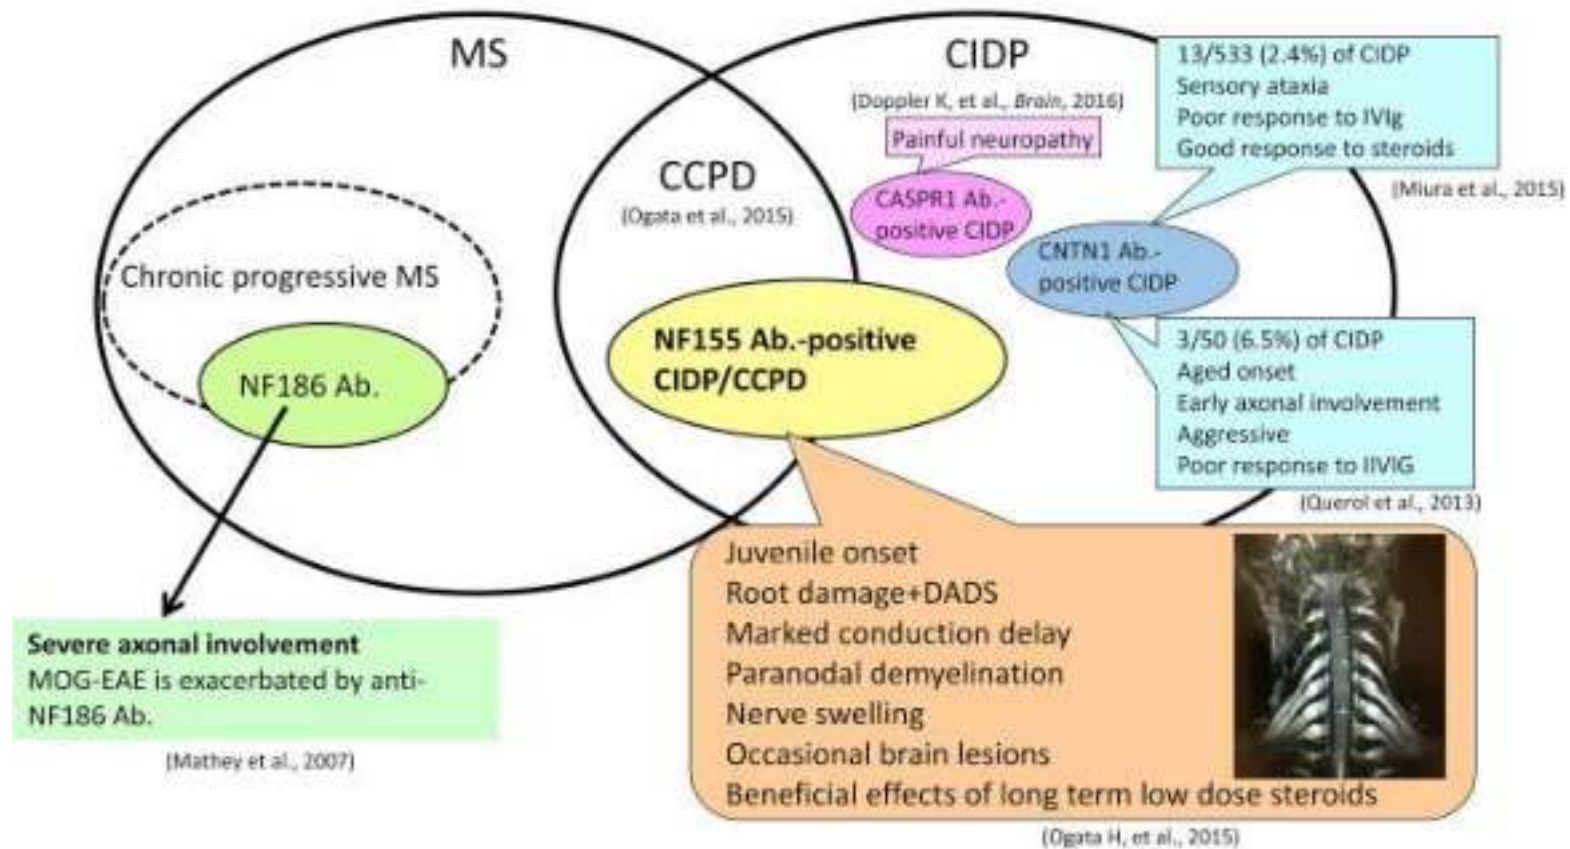 MS
CIDP
(Doppler K, et al., Brain, 2016)
Painful neuropathy
CASPR1 Ab.-
positive CIDP
13/533 (2.4%) of CIDP
Sensory ataxia
Poor response to IVIg
Good response to steroids
(Miura et al., 2015)
CCPD
(Ogata et al., 2015)
CNTN1 Ab.-
positive CIDP
Chronic progressive MS
NF186 Ab.
NF155 Ab.-positive
CIDP/CCPD
3/50 (6.5%) of CIDP
Aged onset
Early axonal involvement
Aggressive
Poor response to IIVIG
(Querol et al., 2013)
Severe axonal involvement
MOG-EAE is exacerbated by anti-
NF186 Ab.
(Mathey et al., 2007)
Juvenile onset
Root damage+DADS
Marked conduction delay
Paranodal demyelination
Nerve swelling
Occasional brain lesions
Beneficial effects of long term low dose steroids
(Ogata H, et al., 2015)